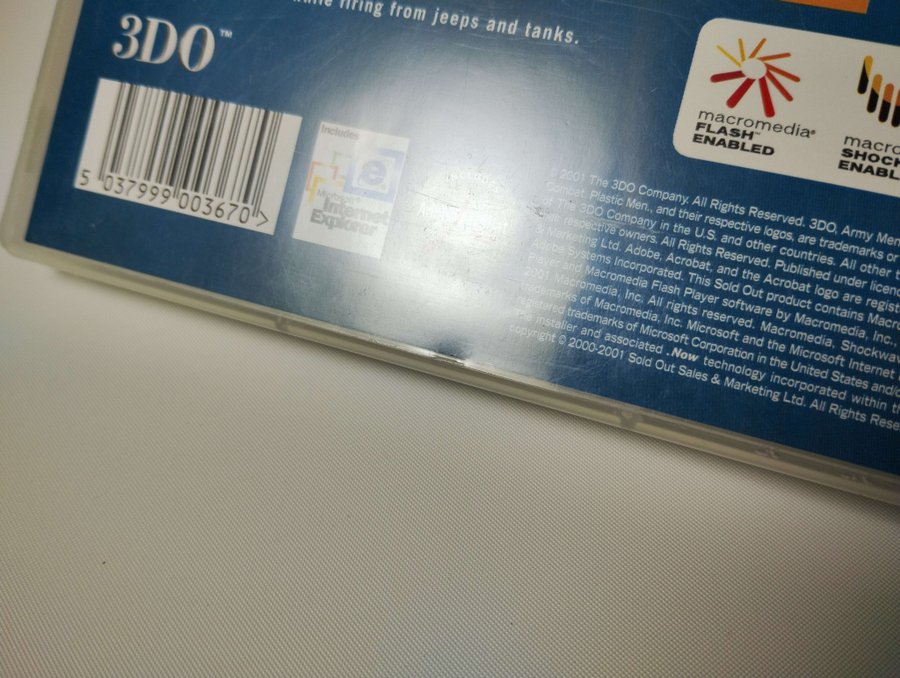 firing from jeeps and tanks.
3DO™
5 037999 003670 >
Includes
Microsoft
Internet
Explorer
macromedia®
FLASH™
ENABLED
macro
SHOCK
ENABL
© 2001 The 3DO Company. All Rights Reserved. 3DO, Army Men
Combat, Plastic Men., and their respective logos, are trademarks or
The 3DO Company in the U.S. and other countries. All other t
respective owners. All Rights Reserved. Published under licenc
& Marketing Ltd. Adobe, Acrobat, and the Acrobat logo are regist
Adobe Systems Incorporated. This Sold Out product contains Macro
Player and Macromedia Flash Player software by Macromedia, Inc.,
2001 Macromedia, Inc. All rights reserved. Macromedia, Shockwav
trademarks of Macromedia, Inc. Microsoft and the Microsoft Internet
registered trademarks of Microsoft Corporation in the United States and/o
installer and associated .Now technology incorporated within th
copyright © 2000-2001 Sold Out Sales & Marketing Ltd. All Rights Rese